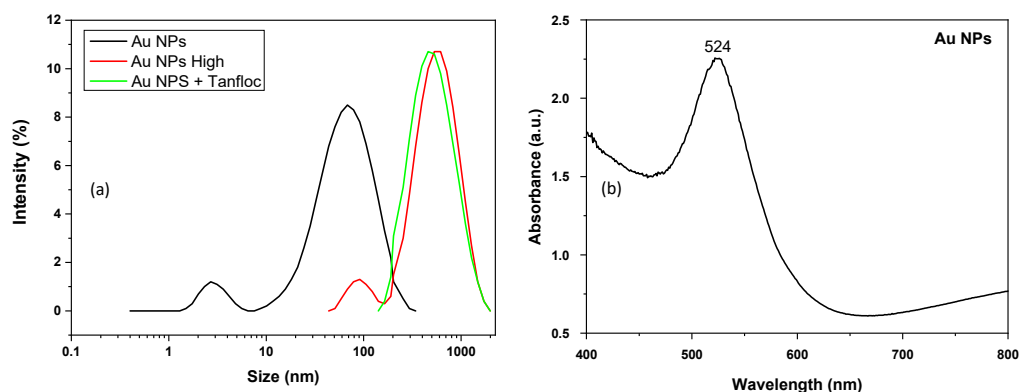 12
10
8
6
4
2
0
Intensity (%)
Au NPs
Au NPs High
Au NPS + Tanfloc
(a)
0.1
1
10
100
1000
Size (nm)
2.5
2.0
1.5
1.0
0.5
Absorbance (a.u.)
524
Au NPs
(b)
400
500
600
700
800
Wavelength (nm)